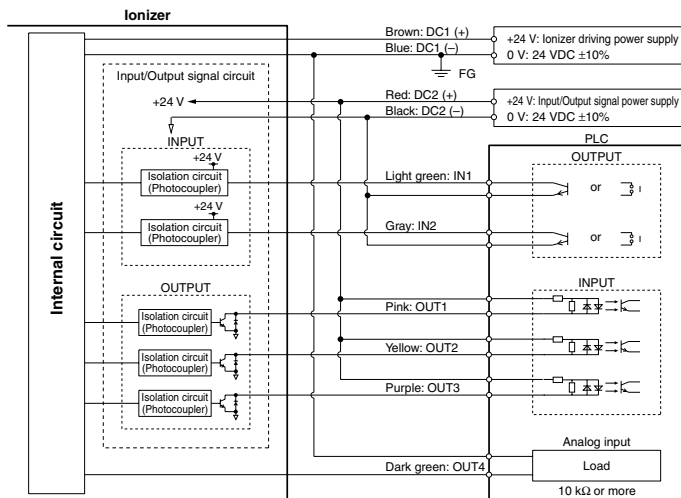 Ionizer
Internal circuit
Brown: DC1 (+)
Blue: DC1 (–)
FG
+24 V: Ionizer driving power supply
0 V: 24 VDC ±10%
Input/Output signal circuit
+24 V
Red: DC2 (+)
Black: DC2 (–)
+24 V: Input/Output signal power supply
0 V: 24 VDC ±10%
PLC
INPUT
+24 V
Isolation circuit
(Photocoupler)
+24 V
Isolation circuit
(Photocoupler)
Light green: IN1
Gray: IN2
OUTPUT
or
or
OUTPUT
Isolation circuit
(Photocoupler)
Isolation circuit
(Photocoupler)
Isolation circuit
(Photocoupler)
Pink: OUT1
Yellow: OUT2
Purple: OUT3
INPUT
Dark green: OUT4
Analog input
Load
10 kΩ or more